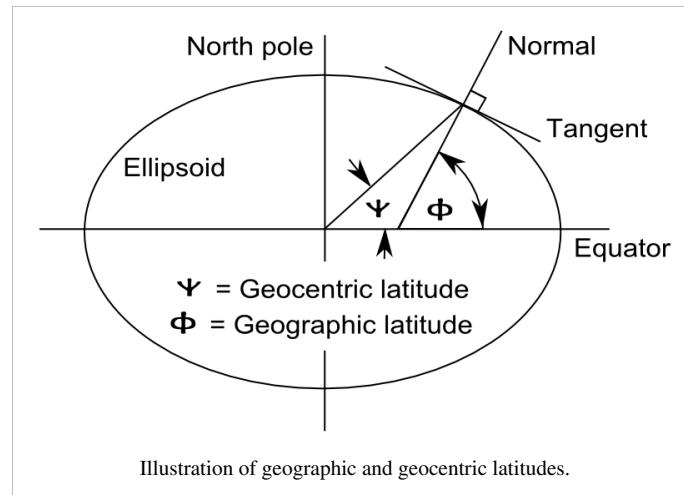 North pole
Normal
Tangent
Ellipsoid
Ψ
Φ
Equator
Ψ = Geocentric latitude
Φ = Geographic latitude
Illustration of geographic and geocentric latitudes.